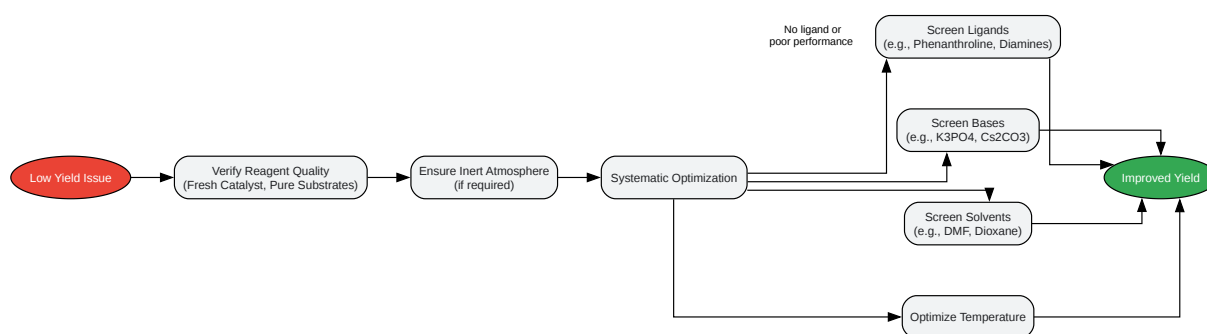 Low Yield Issue
Verify Reagent Quality
(Fresh Catalyst, Pure Substrates)
Ensure Inert Atmosphere
(if required)
Systematic Optimization
No ligand or
poor performance
Screen Ligands
(e.g., Phenanthroline, Diamines)
Screen Bases
(e.g., K3PO4, Cs2CO3)
Screen Solvents
(e.g., DMF, Dioxane)
Optimize Temperature
Improved Yield